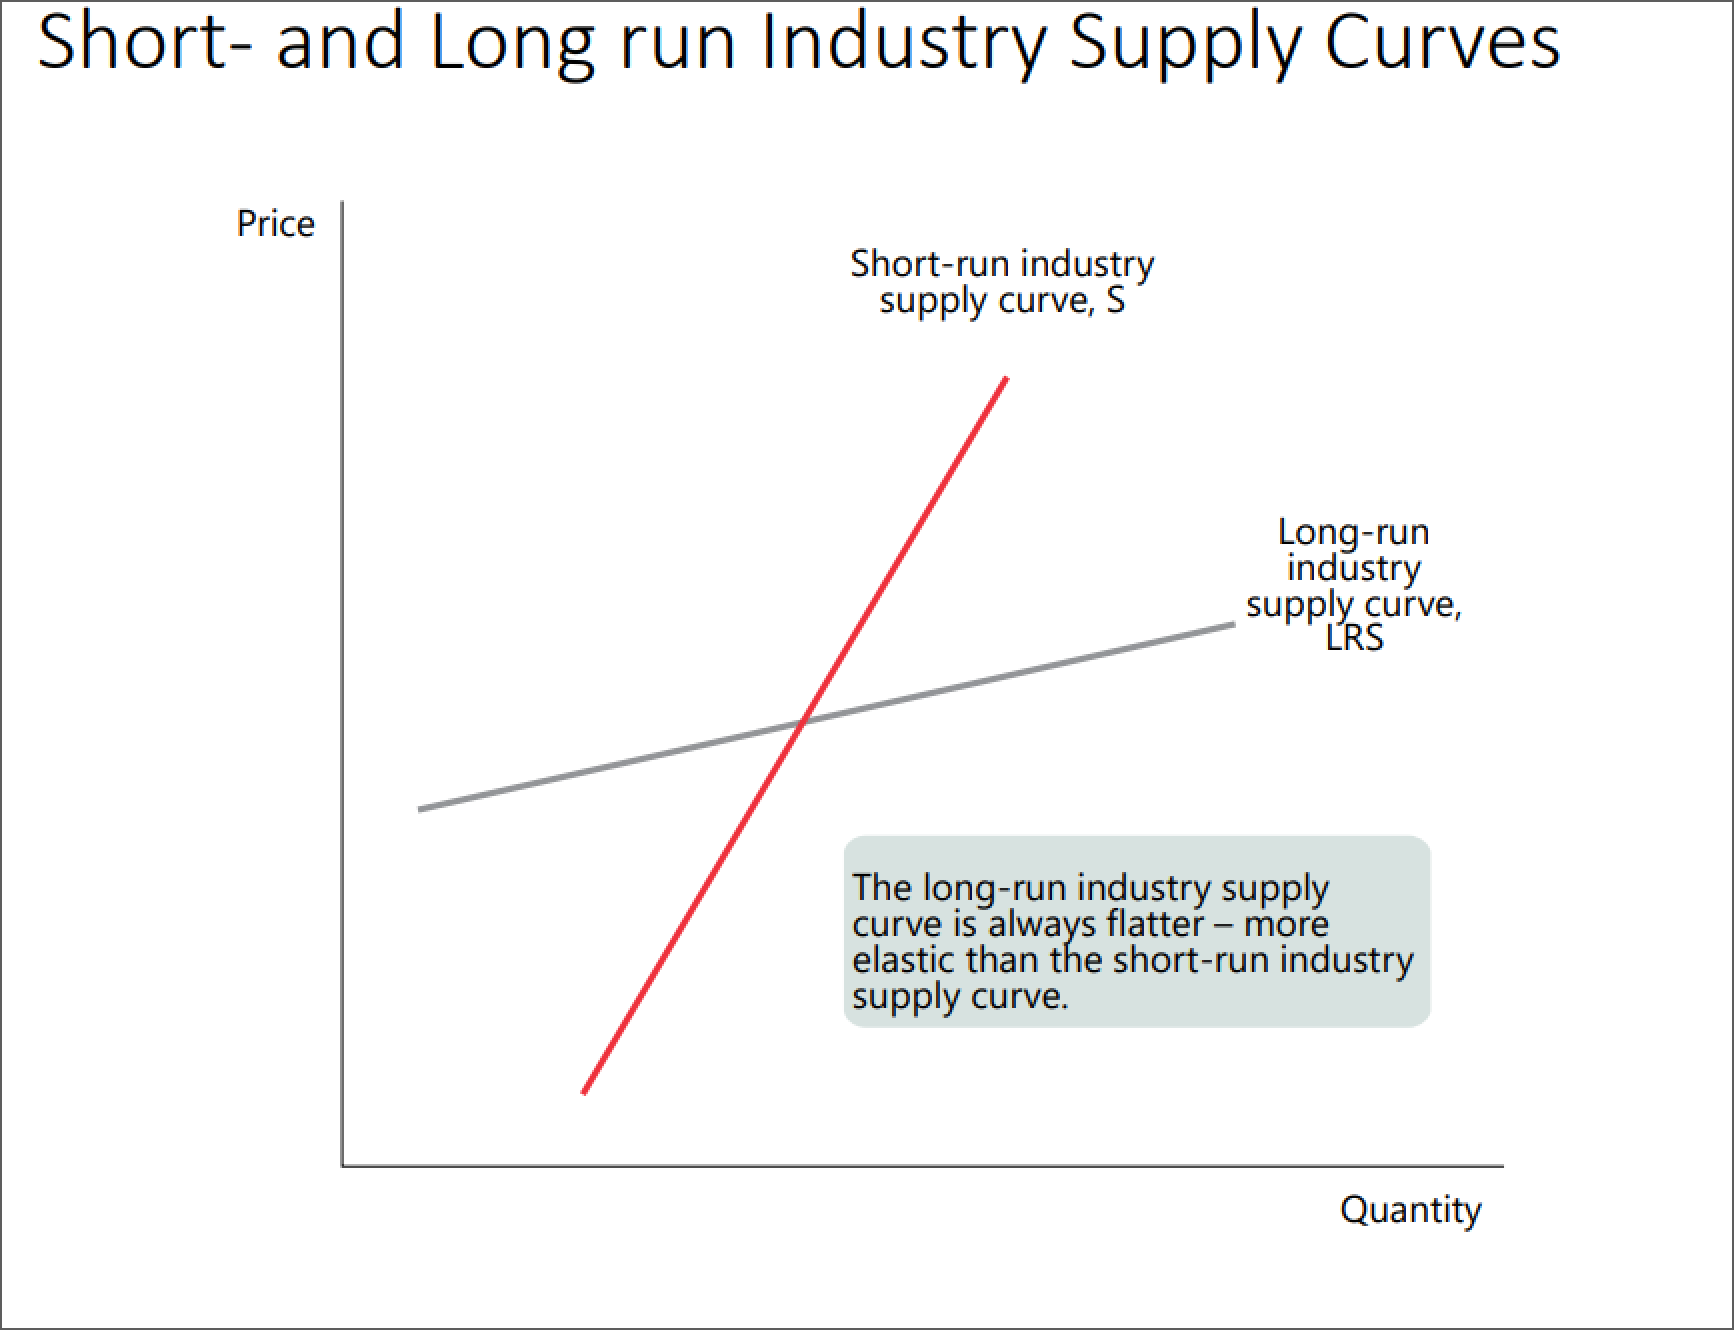 Short- and Long run Industry Supply Curves
Price
Short-run industry
supply curve, S
Long-run
industry
supply curve,
LRS
The long-run industry supply
curve is always flatter – more
elastic than the short-run industry
supply curve.
Quantity